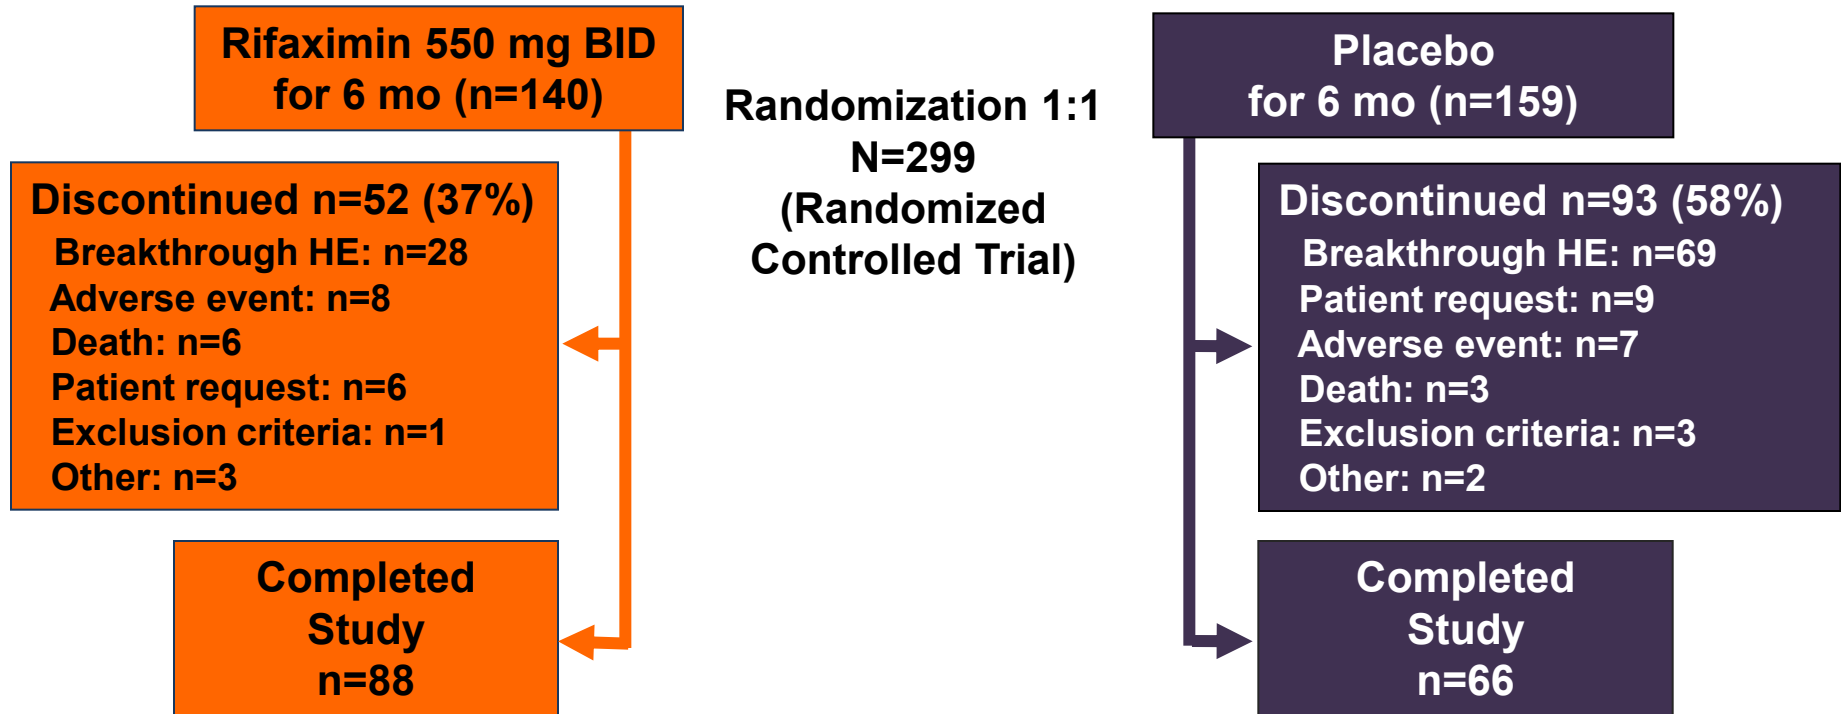 Rifaximin 550 mg BID
for 6 mo (n=140)
Randomization 1:1
N=299
(Randomized
Controlled Trial)
Placebo
for 6 mo (n=159)
Discontinued n=52 (37%)
Breakthrough HE: n=28
Adverse event: n=8
Death: n=6
Patient request: n=6
Exclusion criteria: n=1
Other: n=3
Discontinued n=93 (58%)
Breakthrough HE: n=69
Patient request: n=9
Adverse event: n=7
Death: n=3
Exclusion criteria: n=3
Other: n=2
Completed
Study
n=88
Completed
Study
n=66